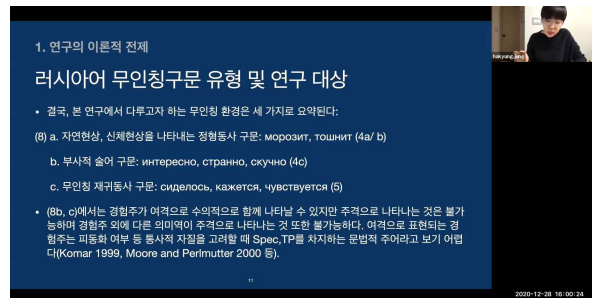 1. 연구의 이론적 전제
러시아어 무인칭구문 유형 및 연구 대상
• 결국, 본 연구에서 다루고자 하는 무인칭 환경은 세 가지로 요약된다:
(8) a. 자연현상, 신체현상을 나타내는 정형동사 구문: морозит, тошнит (4a/ b)
b. 부사적 술어 구문: интересно, странно, скучно (4c)
c. 무인칭 재귀동사 구문: сиделось, кажется, чувствуется (5)
• (8b, c)에서는 경험주가 여격으로 수의적으로 함께 나타날 수 있지만 주격으로 나타나는 것은 불가
능하며 경험주 외에 다른 의미역이 주격으로 나타나는 것 또한 불가능하다. 여격으로 표현되는 경
험주는 피동화 여부 등 통사적 자질을 고려할 때 Spec,TP를 차지하는 문법적 주어라고 보기 어렵
다(Komar 1999, Moore and Perlmutter 2000 등).
11
hakyung_jung
2020-12-28 16:00:24